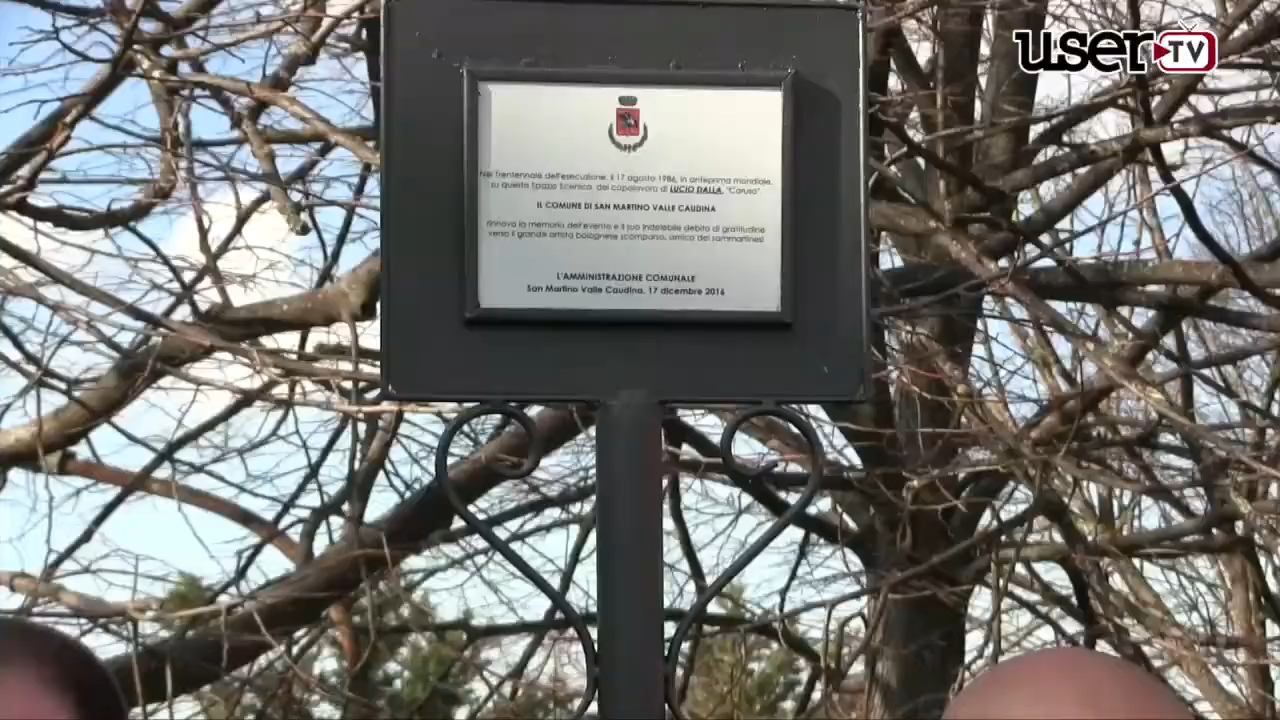 user TV
Nel Trentennale dell'esecuzione, il 17 agosto 1986, in anteprima mondiale,
su questo Spazio Scenico del capolavoro di LUCIO DALLA, "Caruso"
IL COMUNE DI SAN MARTINO VALLE CAUDINA
rinnova la memoria dell'evento e il suo indelebile debito di gratitudine
verso il grande artista bolognese scomparso, amico dei sammartinesi
L'AMMINISTRAZIONE COMUNALE
San Martino Valle Caudina, 17 dicembre 2016